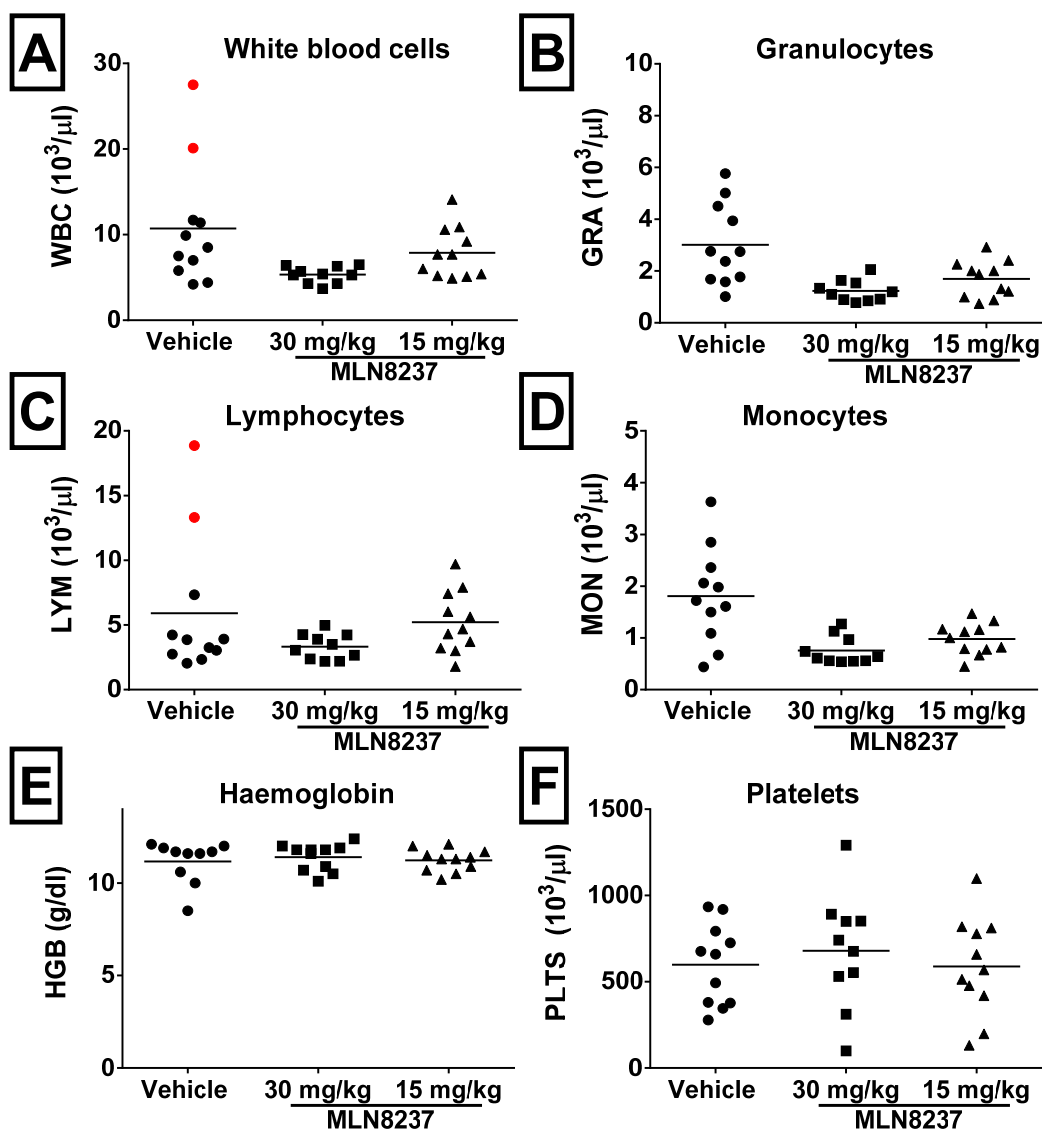 A
White blood cells
WBC (10³/µl)
30
20
10
0
Vehicle
30 mg/kg
15 mg/kg
MLN8237
B
Granulocytes
GRA (10³/µl)
10
8
6
4
2
0
Vehicle
30 mg/kg
15 mg/kg
MLN8237
C
Lymphocytes
LYM (10³/µl)
20
15
10
5
0
Vehicle
30 mg/kg
15 mg/kg
MLN8237
D
Monocytes
MON (10³/µl)
5
4
3
2
1
0
Vehicle
30 mg/kg
15 mg/kg
MLN8237
E
Haemoglobin
HGB (g/dl)
10
5
0
Vehicle
30 mg/kg
15 mg/kg
MLN8237
F
Platelets
PLTS (10³/µl)
1500
1000
500
0
Vehicle
30 mg/kg
15 mg/kg
MLN8237